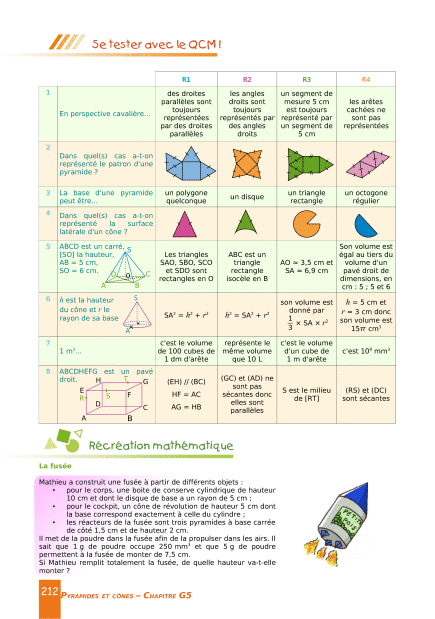 Se tester avec le QCM !
R1 R2 R3 R4
1 En perspective cavalière... des droites parallèles sont toujours représentées par des droites parallèles les angles droits sont toujours représentés par des angles droits un segment de mesure 5 cm est toujours représenté par un segment de 5 cm les arêtes cachées ne sont pas représentées
2 Dans quel(s) cas a-t-on représenté le patron d'une pyramide ?
3 La base d'une pyramide peut être... un polygone quelconque un disque un triangle rectangle un octogone régulier
4 Dans quel(s) cas a-t-on représenté la surface latérale d'un cône ?
5 ABCD est un carré, [SO] la hauteur, AB = 5 cm, SO = 6 cm. S D O C A B Les triangles SAO, SBO, SCO et SDO sont rectangles en O ABC est un triangle rectangle isocèle en B AO ≈ 3,5 cm et SA ≈ 6,9 cm Son volume est égal au tiers du volume d'un pavé droit de dimensions, en cm : 5 ; 5 et 6
6 h est la hauteur du cône et r le rayon de sa base S A SA² = h² + r² h² = SA² + r² son volume est donné par 1/3 × SA × r² h = 5 cm et r = 3 cm donc son volume est 15π cm³
7 1 m³... c'est le volume de 100 cubes de 1 dm d'arête représente le même volume que 10 L c'est le volume d'un cube de 1 m d'arête c'est 10³ mm³
8 ABCDHEFG est un pavé droit. H T G E S F R D C A B (EH) // (BC) HF = AC AG = HB (GC) et (AD) ne sont pas sécantes donc elles sont parallèles S est le milieu de [RT] (RS) et (DC) sont sécantes
Récréation mathématique
La fusée
Mathieu a construit une fusée à partir de différents objets :
• pour le corps, une boite de conserve cylindrique de hauteur
10 cm et dont le disque de base a un rayon de 5 cm ;
• pour le cockpit, un cône de révolution de hauteur 5 cm dont
la base correspond exactement à celle du cylindre ;
• les réacteurs de la fusée sont trois pyramides à base carrée
de côté 1,5 cm et de hauteur 2 cm.
Il met de la poudre dans la fusée afin de la propulser dans les airs. Il
sait que 1 g de poudre occupe 250 mm³ et que 5 g de poudre
permettent à la fusée de monter de 7,5 cm.
Si Mathieu remplit totalement la fusée, de quelle hauteur va-t-elle
monter ?
PETITS
POIS
212 PYRAMIDES ET CÔNES – CHAPITRE G5